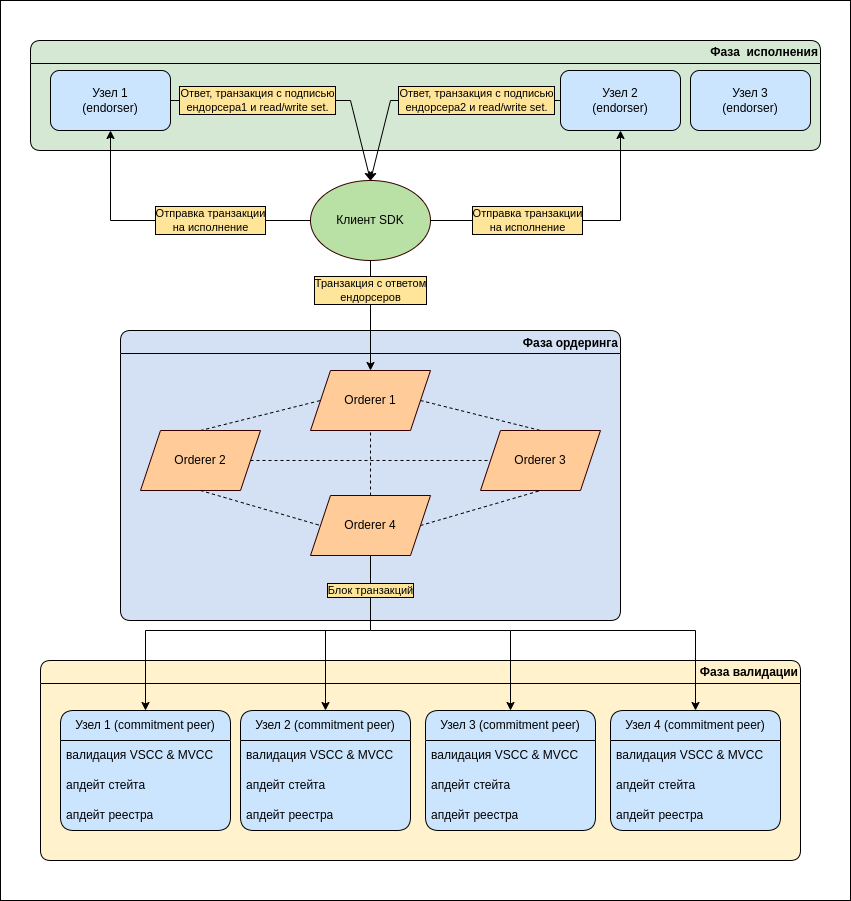 Фаза исполнения
Узел 1
(endorser)
Ответ, транзакция с подписью
ендорсера1 и read/write set.
Ответ, транзакция с подписью
ендорсера2 и read/write set.
Узел 2
(endorser)
Узел 3
(endorser)
Отправка транзакции
на исполнение
Клиент SDK
Отправка транзакции
на исполнение
Транзакция с ответом
ендорсеров
Фаза ордеринга
Orderer 1
Orderer 2
Orderer 3
Orderer 4
Блок транзакций
Фаза валидации
Узел 1 (commitment peer)
валидация VSCC & MVCC
апдейт стейта
апдейт реестра
Узел 2 (commitment peer)
валидация VSCC & MVCC
апдейт стейта
апдейт реестра
Узел 3 (commitment peer)
валидация VSCC & MVCC
апдейт стейта
апдейт реестра
Узел 4 (commitment peer)
валидация VSCC & MVCC
апдейт стейта
апдейт реестра